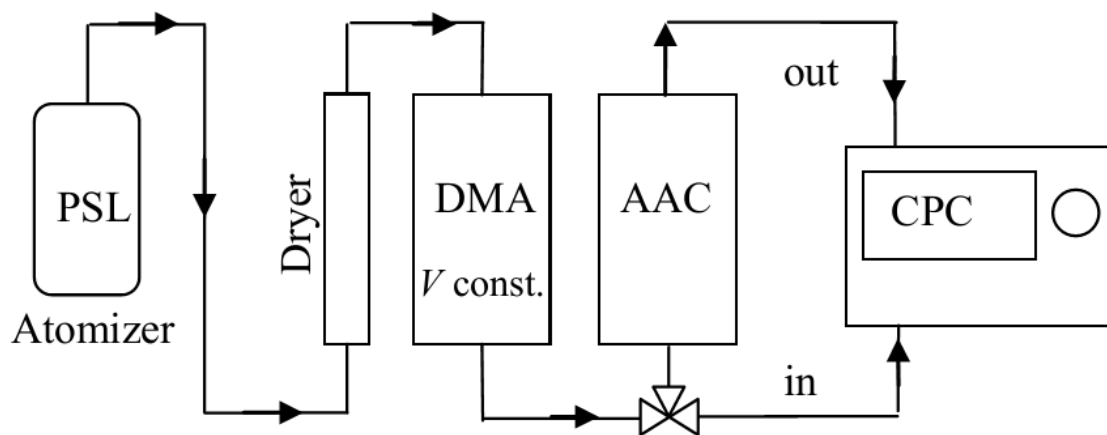 PSL
Atomizer
Dryer
DMA
V const.
AAC
out
in
CPC